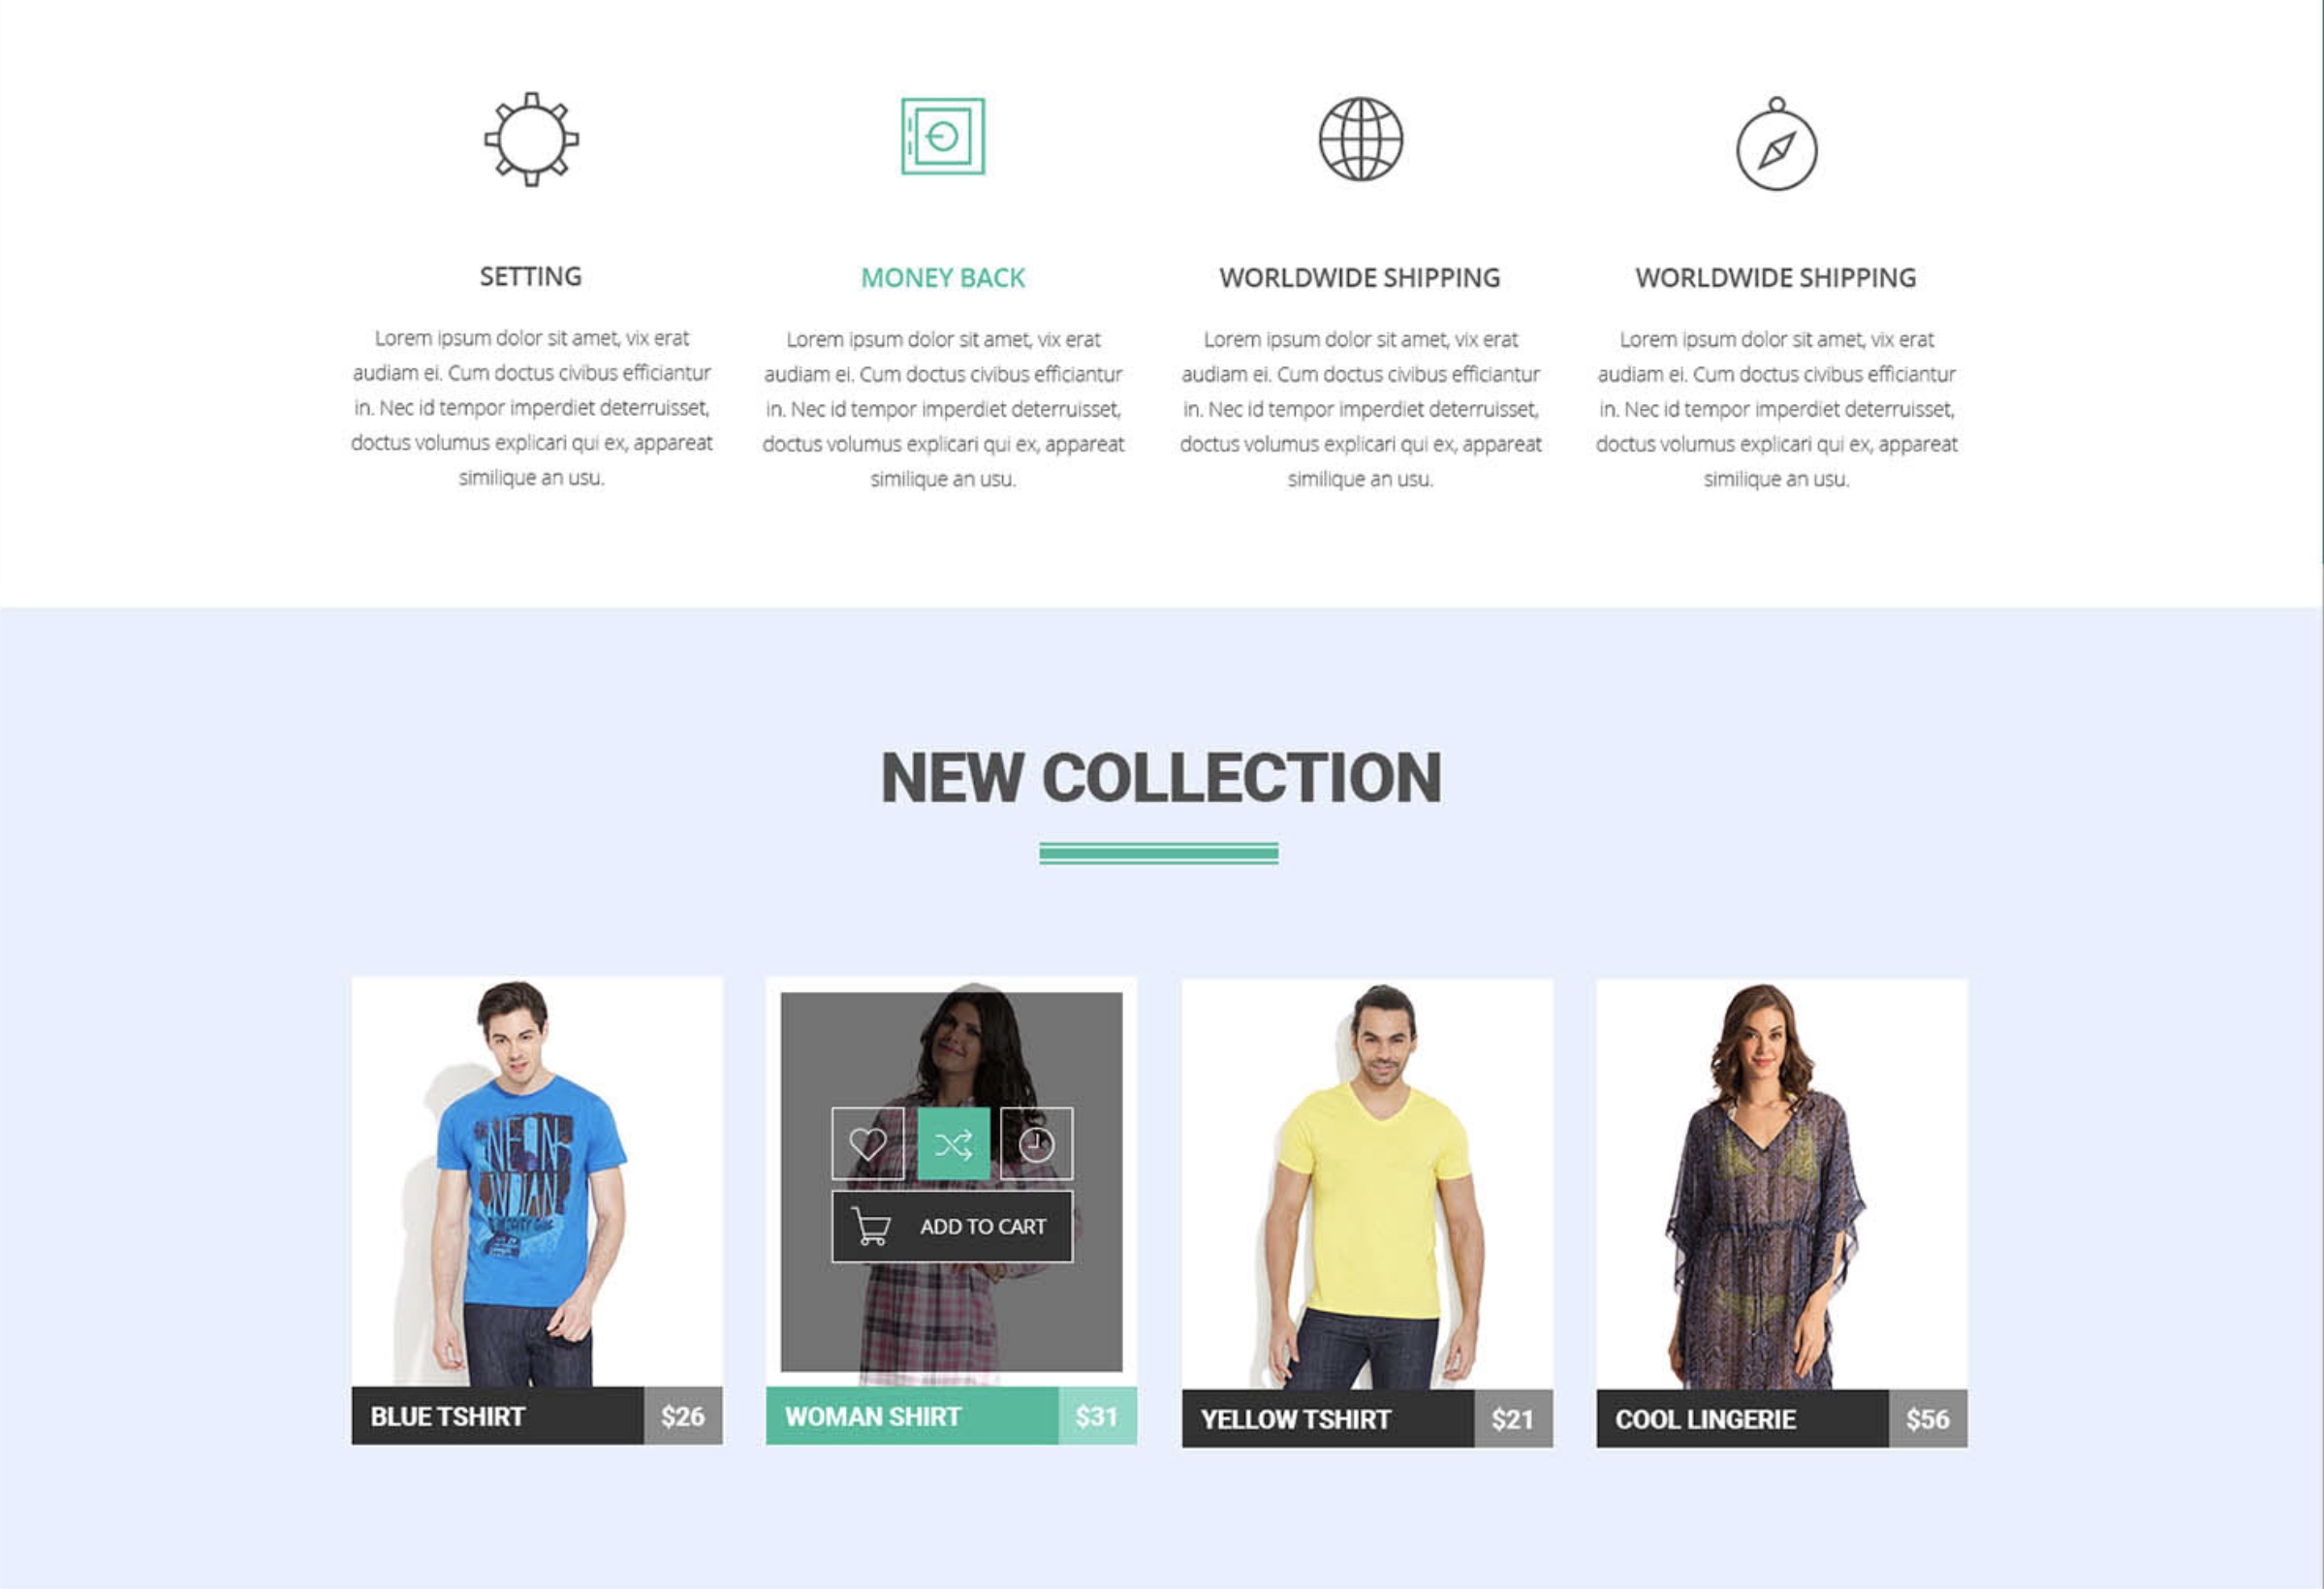 SETTING
Lorem ipsum dolor sit amet, vix erat
audiam ei. Cum doctus civibus efficiantur
in. Nec id tempor imperdiet deterruisset,
doctus volumus explicari qui ex, appareat
similique an usu.
MONEY BACK
Lorem ipsum dolor sit amet, vix erat
audiam ei. Cum doctus civibus efficiantur
in. Nec id tempor imperdiet deterruisset,
doctus volumus explicari qui ex, appareat
similique an usu.
WORLDWIDE SHIPPING
Lorem ipsum dolor sit amet, vix erat
audiam ei. Cum doctus civibus efficiantur
in. Nec id tempor imperdiet deterruisset,
doctus volumus explicari qui ex, appareat
similique an usu.
WORLDWIDE SHIPPING
Lorem ipsum dolor sit amet, vix erat
audiam ei. Cum doctus civibus efficiantur
in. Nec id tempor imperdiet deterruisset,
doctus volumus explicari qui ex, appareat
similique an usu.
NEW COLLECTION
NEON
INDIAN
BLUE TSHIRT $26
ADD TO CART
WOMAN SHIRT $31
YELLOW TSHIRT $21
COOL LINGERIE $56